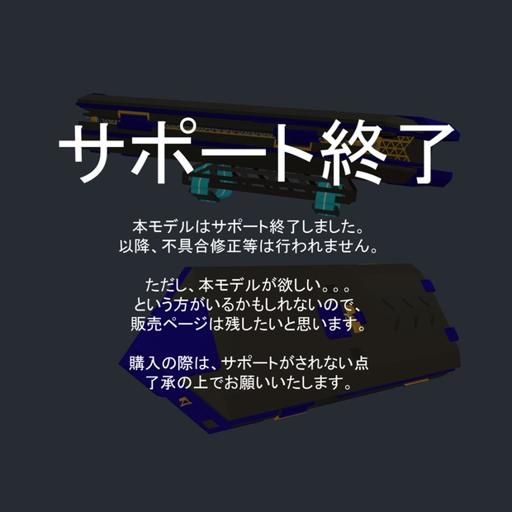 サポート終了
本モデルはサポート終了しました。
以降、不具合修正等は行われません。
ただし、本モデルが欲しい。。。
という方がいるかもしれないので、
販売ページは残したいと思います。
購入の際は、サポートがされない点
了承の上でお願いいたします。